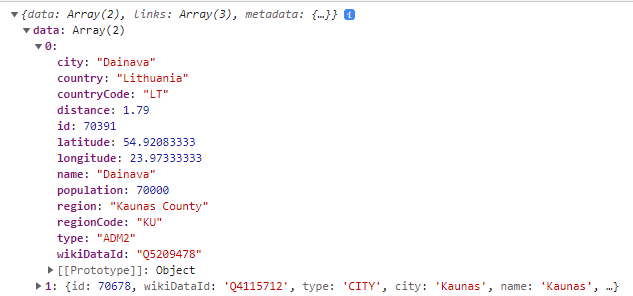 {data: Array(2), links: Array(3), metadata: {…}} i
data: Array(2)
0:
city: "Dainava"
country: "Lithuania"
countryCode: "LT"
distance: 1.79
id: 70391
latitude: 54.92083333
longitude: 23.97333333
name: "Dainava"
population: 70000
region: "Kaunas County"
regionCode: "KU"
type: "ADM2"
wikiDataId: "Q5209478"
[[Prototype]]: Object
1: {id: 70678, wikiDataId: 'Q4115712', type: 'CITY', city: 'Kaunas', name: 'Kaunas', …}